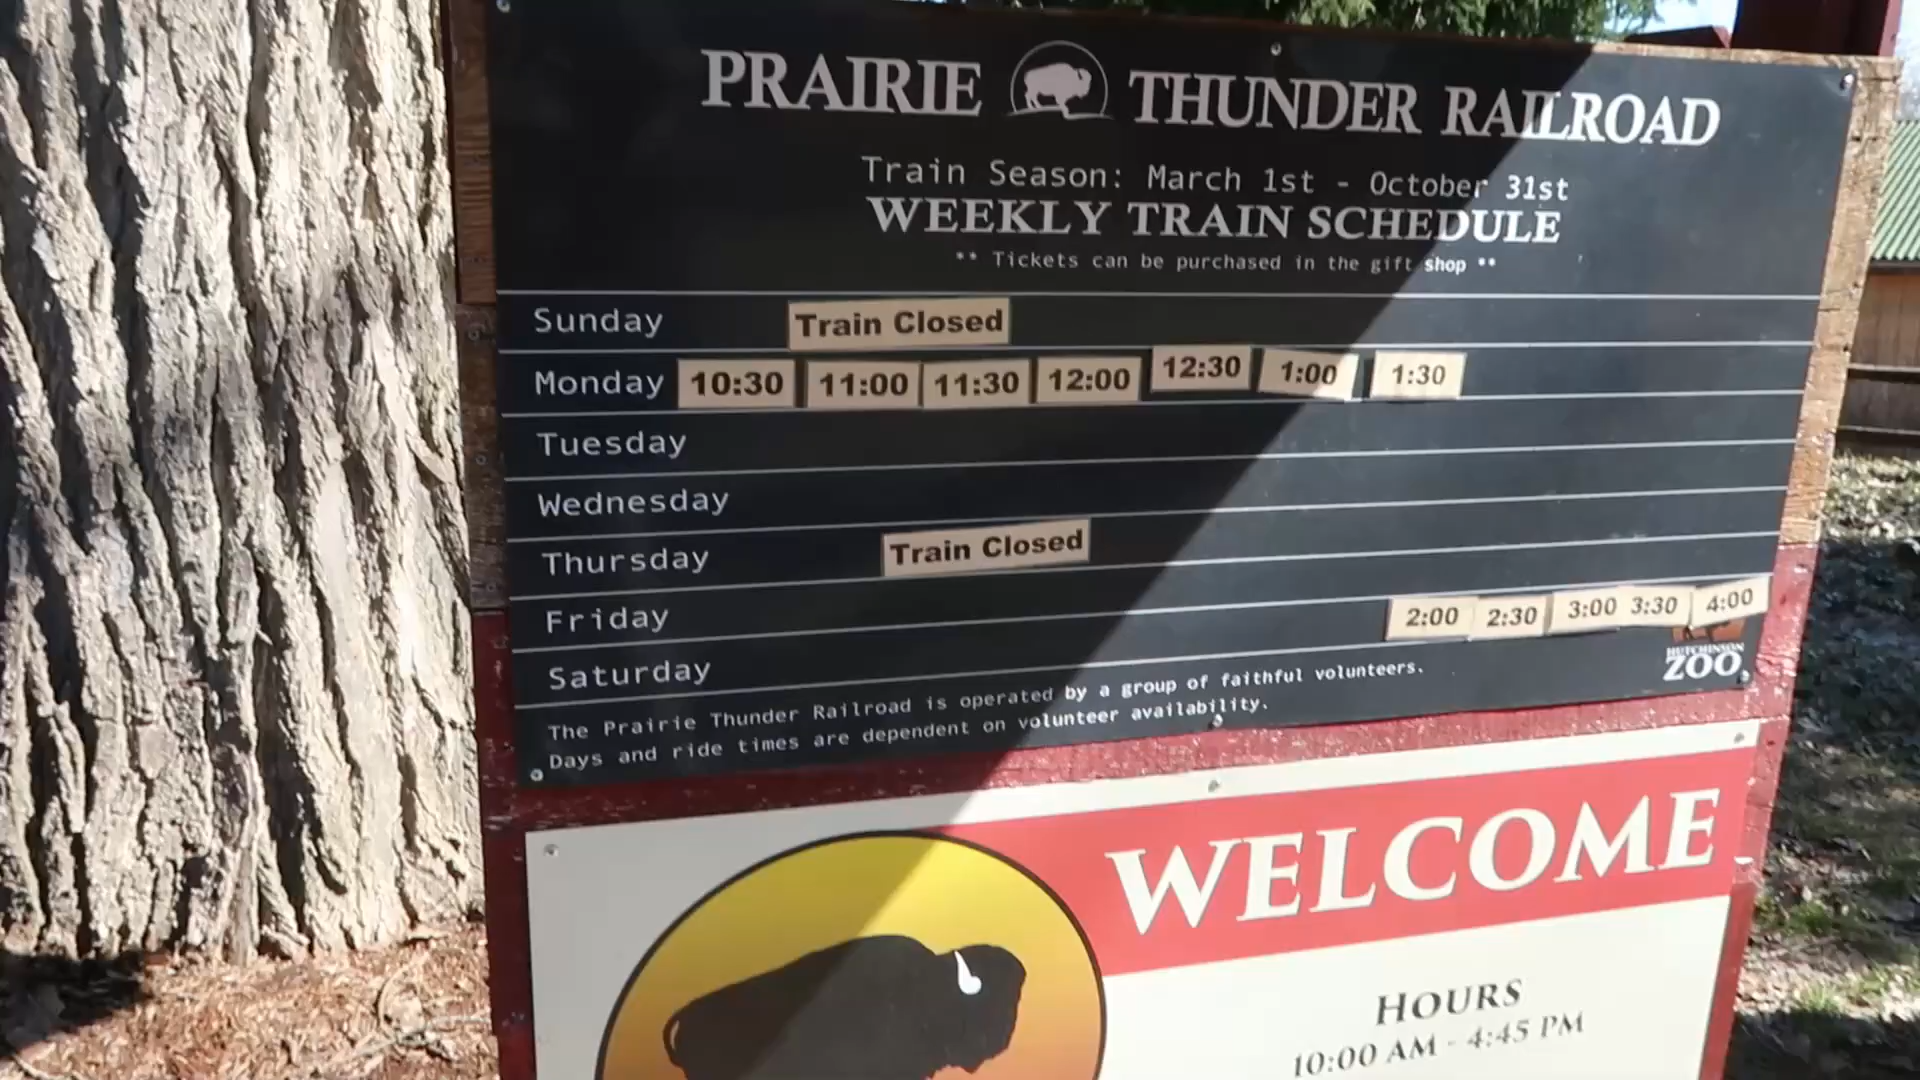 PRAIRIE THUNDER RAILROAD
Train Season: March 1st - October 31st
WEEKLY TRAIN SCHEDULE
** Tickets can be purchased in the gift shop **
Sunday Train Closed
Monday 10:30 11:00 11:30 12:00 12:30 1:00 1:30
Tuesday
Wednesday
Thursday Train Closed
Friday 2:00 2:30 3:00 3:30 4:00
Saturday
HUTCHINSON
ZOO
The Prairie Thunder Railroad is operated by a group of faithful volunteers.
Days and ride times are dependent on volunteer availability.
WELCOME
HOURS
10:00 AM - 4:45 PM